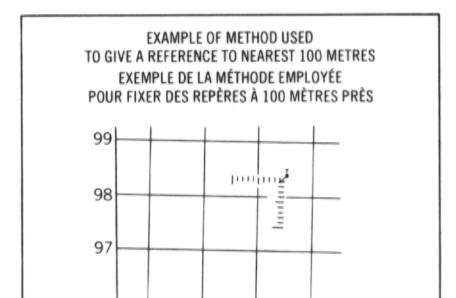 EXAMPLE OF METHOD USED
TO GIVE A REFERENCE TO NEAREST 100 METRES
EXEMPLE DE LA MÉTHODE EMPLOYÉE
POUR FIXER DES REPÈRES À 100 MÈTRES PRÈS
99
98
97